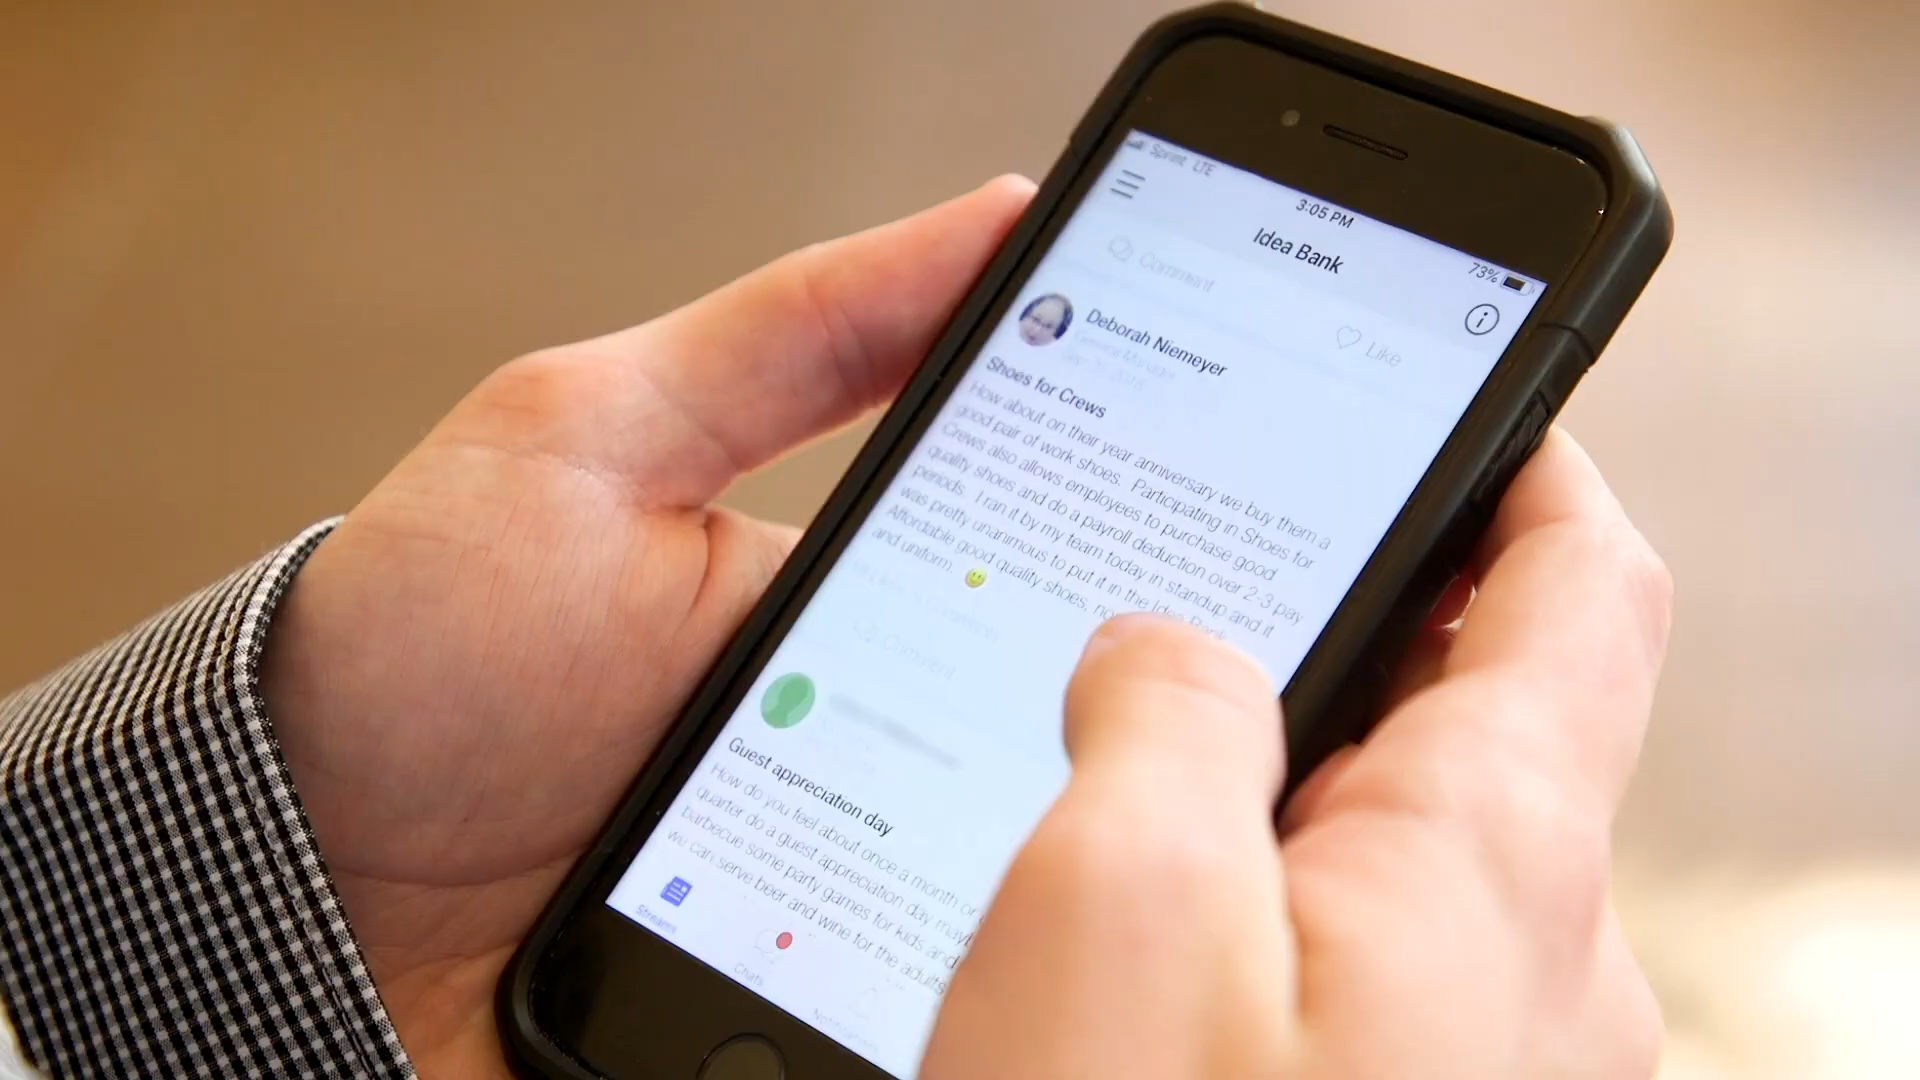 Sprint LTE
3:05 PM
73%
Idea Bank
Comment
Like
Deborah Niemeyer
General Manager
Shoes for Crews
How about on their year anniversary we buy them a
good pair of work shoes. Participating in Shoes for
Crews also allows employees to purchase good
quality shoes and do a payroll deduction over 2-3 pay
periods. I ran it by my team today in standup and it
was pretty unanimous to put it in the Idea Bank
Affordable good quality shoes,
and uniform. 🙂
Comment
Guest appreciation day
How do you feel about once a month or
quarter do a guest appreciation day
barbecue some party games for kids and
we can serve beer and wine for the adults
Streams
Chats
Notifications